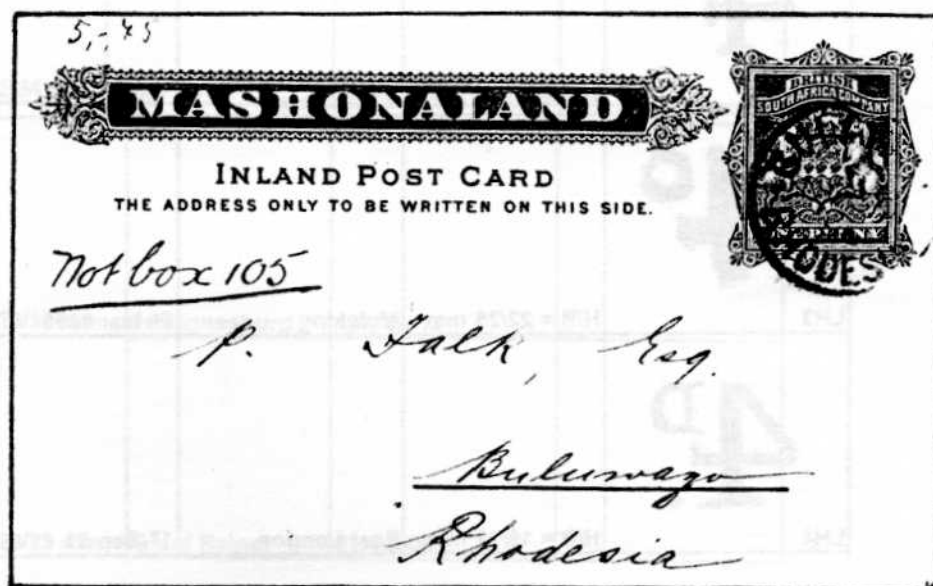 MASHONALAND
BRITISH
SOUTH AFRICA COMPANY
INLAND POST CARD
THE ADDRESS ONLY TO BE WRITTEN ON THIS SIDE.
Not box 105
P. Falk, Esq.
Buluwayo
Rhodesia